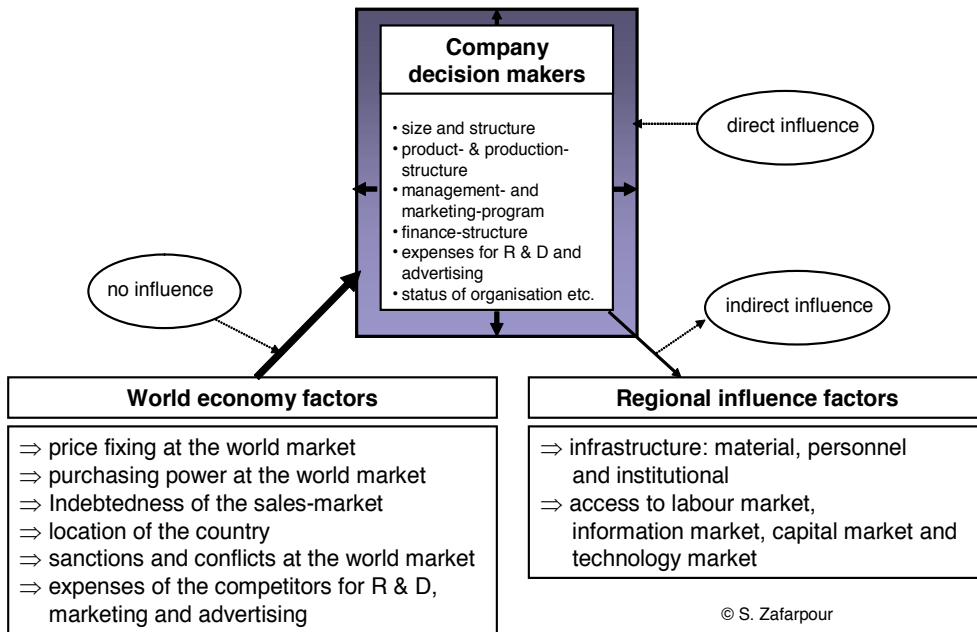 Company
decision makers
• size and structure
• product- & production-
structure
• management- and
marketing-program
• finance-structure
• expenses for R & D and
advertising
• status of organisation etc.
direct influence
no influence
indirect influence
World economy factors
⇒ price fixing at the world market
⇒ purchasing power at the world market
⇒ Indebtedness of the sales-market
⇒ location of the country
⇒ sanctions and conflicts at the world market
⇒ expenses of the competitors for R & D,
marketing and advertising
Regional influence factors
⇒ infrastructure: material, personnel
and institutional
⇒ access to labour market,
information market, capital market and
technology market
© S. Zafarpour